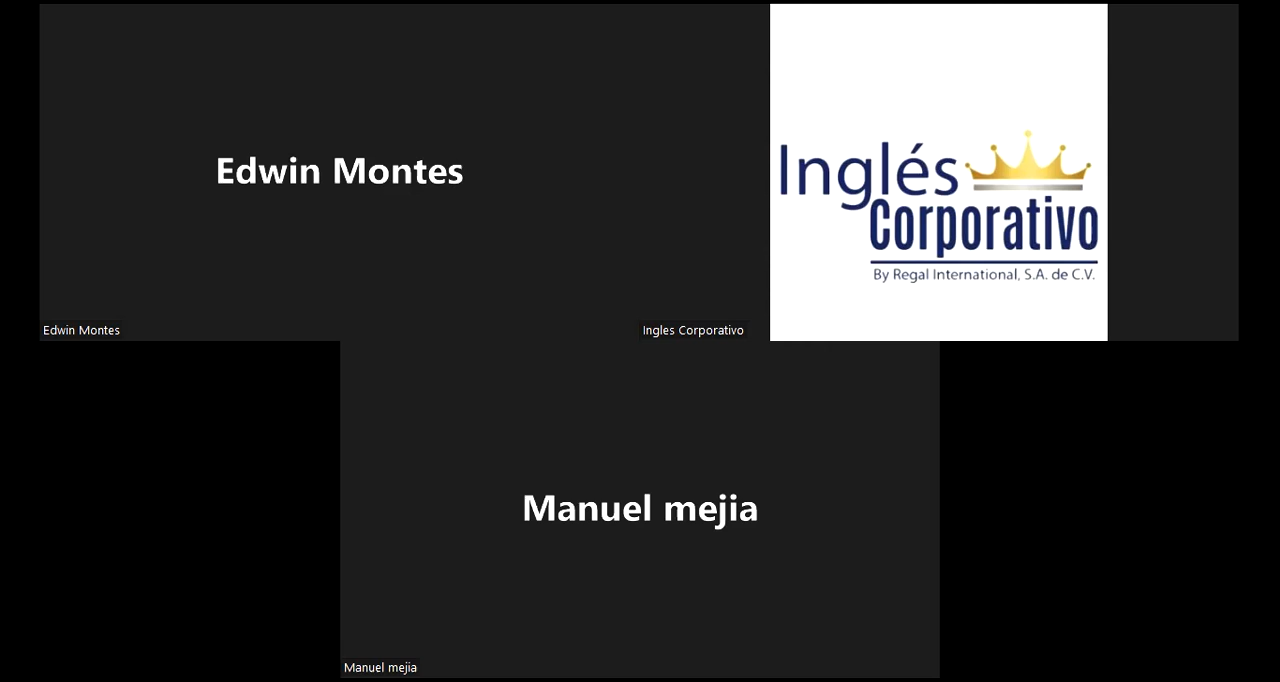 Edwin Montes
Edwin Montes
Inglés
Corporativo
By Regal International, S.A. de C.V.
Ingles Corporativo
Manuel mejia
Manuel mejia